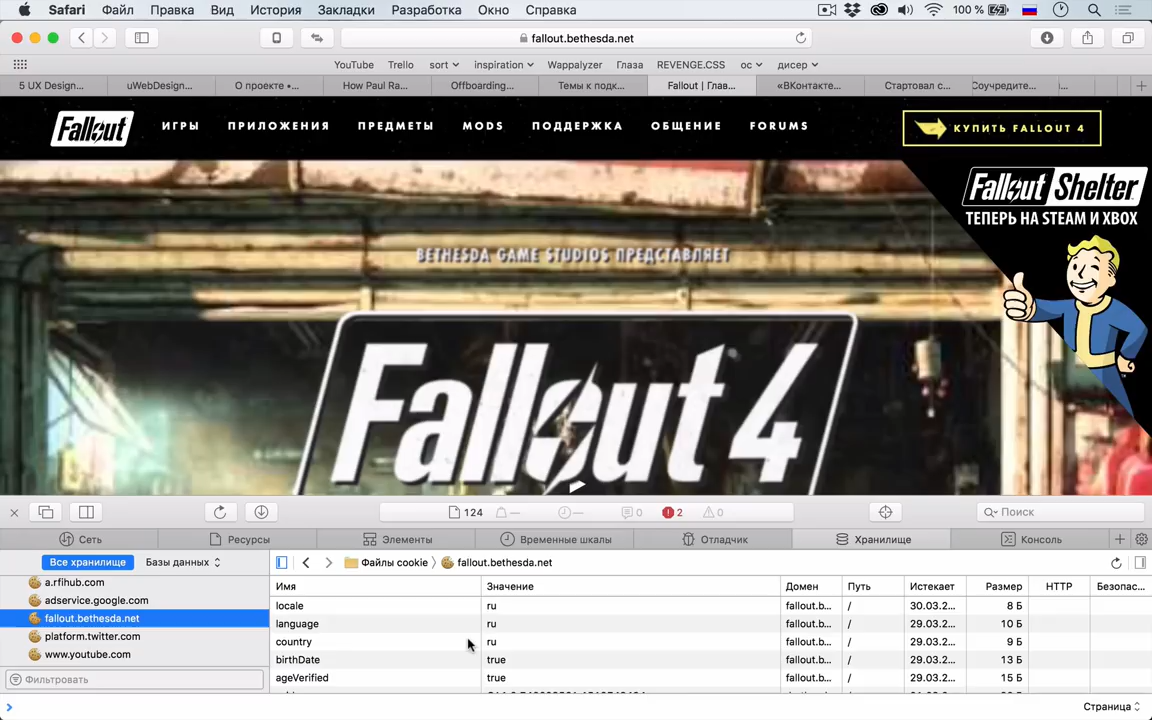 Safari Файл Правка Вид История Закладки Разработка Окно Справка 100 %
fallout.bethesda.net
YouTube Trello sort inspiration Wappalyzer Глаза REVENGE.CSS ос дисер
5 UX Design... uWebDesign... О проекте •... How Paul Ra... Offboarding... Темы к подк... Fallout | Глав... «ВКонтакте... Стартовал с... Соучредите...
Fallout ИГРЫ ПРИЛОЖЕНИЯ ПРЕДМЕТЫ MODS ПОДДЕРЖКА ОБЩЕНИЕ FORUMS КУПИТЬ FALLOUT 4
Fallout Shelter
ТЕПЕРЬ НА STEAM И XBOX
BETHESDA GAME STUDIOS ПРЕДСТАВЛЯЕТ
Fallout 4
124 — — 0 2 0 Поиск
Сеть Ресурсы Элементы Временные шкалы Отладчик Хранилище Консоль
Все хранилище Базы данных Файлы cookie fallout.bethesda.net
Имя Значение Домен Путь Истекает Размер HTTP Безопас...
a.rfihub.com
adservice.google.com
fallout.bethesda.net
platform.twitter.com
www.youtube.com
Фильтровать
locale ru fallout.b... / 30.03.2... 8 Б
language ru fallout.b... / 29.03.2... 10 Б
country ru fallout.b... / 29.03.2... 9 Б
birthDate true fallout.b... / 29.03.2... 13 Б
ageVerified true fallout.b... / 29.03.2... 15 Б
Страница